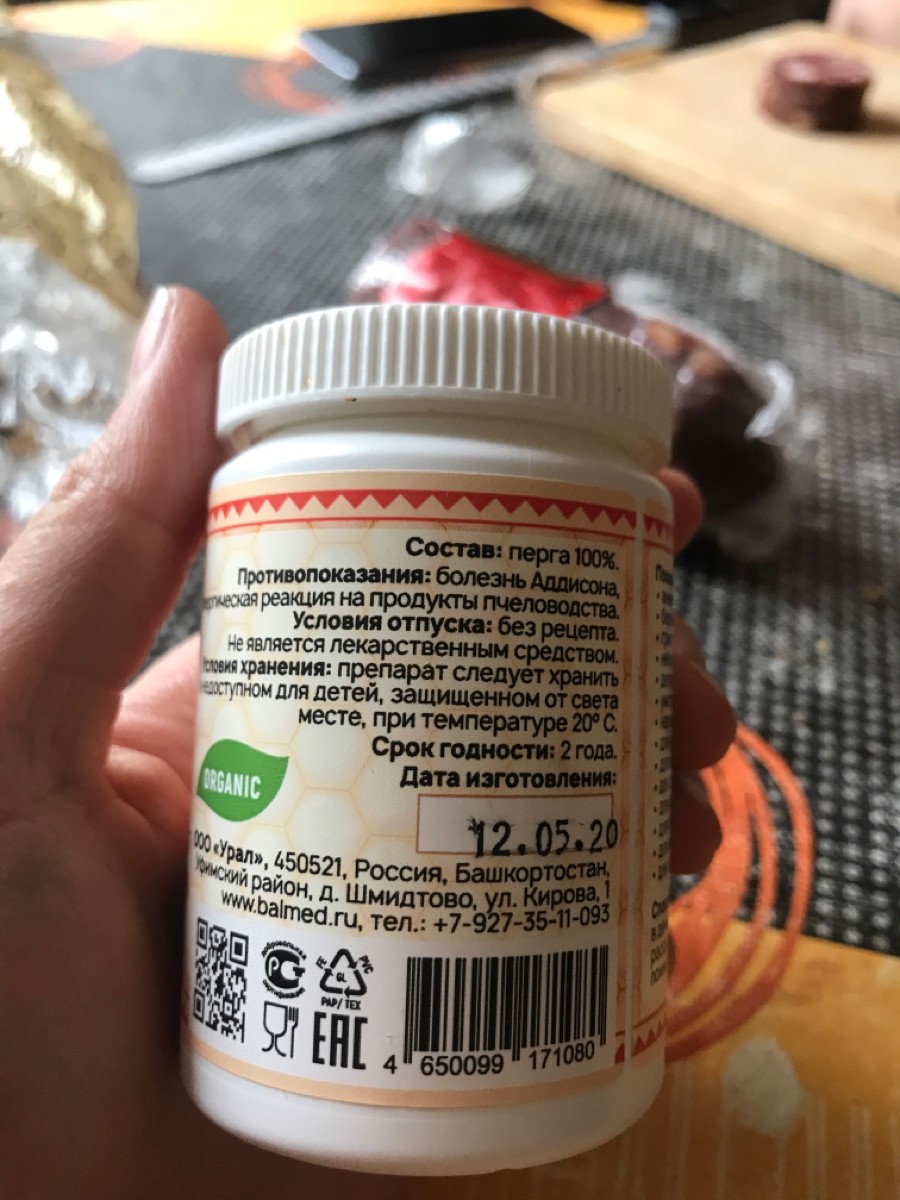 Состав: перга 100%.
Противопоказания: болезнь Аддисона,
реакция на продукты пчеловодства.
Условия отпуска: без рецепта.
Не является лекарственным средством.
хранения: препарат следует хранить
недоступном для детей, защищенном от света
месте, при температуре 20° С.
Срок годности: 2 года.
Дата изготовления:
12.05.20
ORGANIC
ООО «Урал», 450521, Россия, Башкортостан,
Уфимский район, д. Шмидтово, ул. Кирова, 1
www.balmed.ru, тел.: +7-927-35-11-093
GL
PAP/TEX
EAC
4 650099 171080